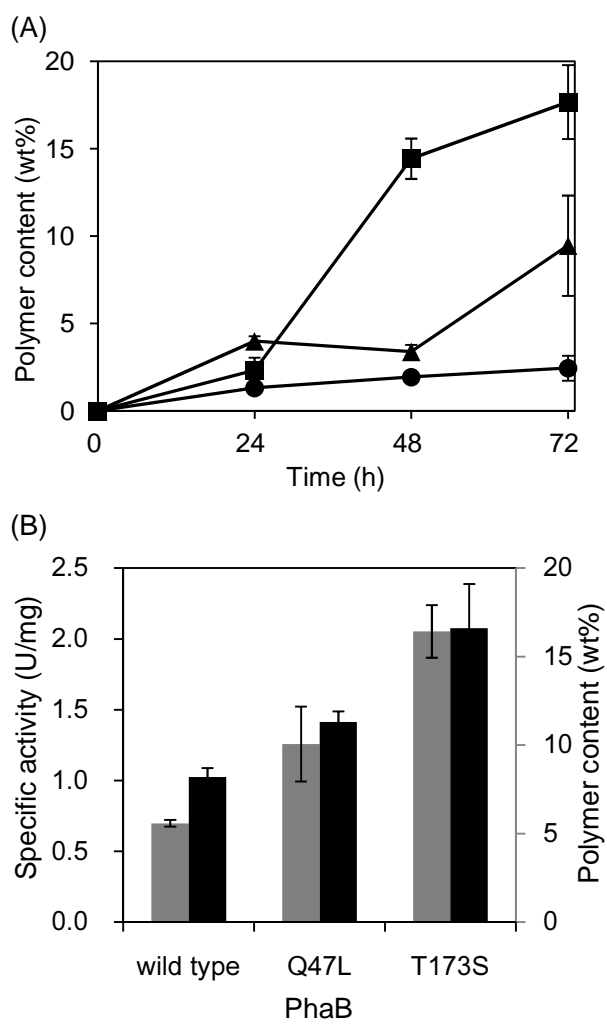 (A)
20
15
10
5
0
Polymer content (wt%)
0 24 48 72
Time (h)
(B)
2.5 20
2.0
15
1.5
10
1.0
5
0.5
0.0 0
Specific activity (U/mg)
Polymer content (wt%)
wild type Q47L T173S
PhaB